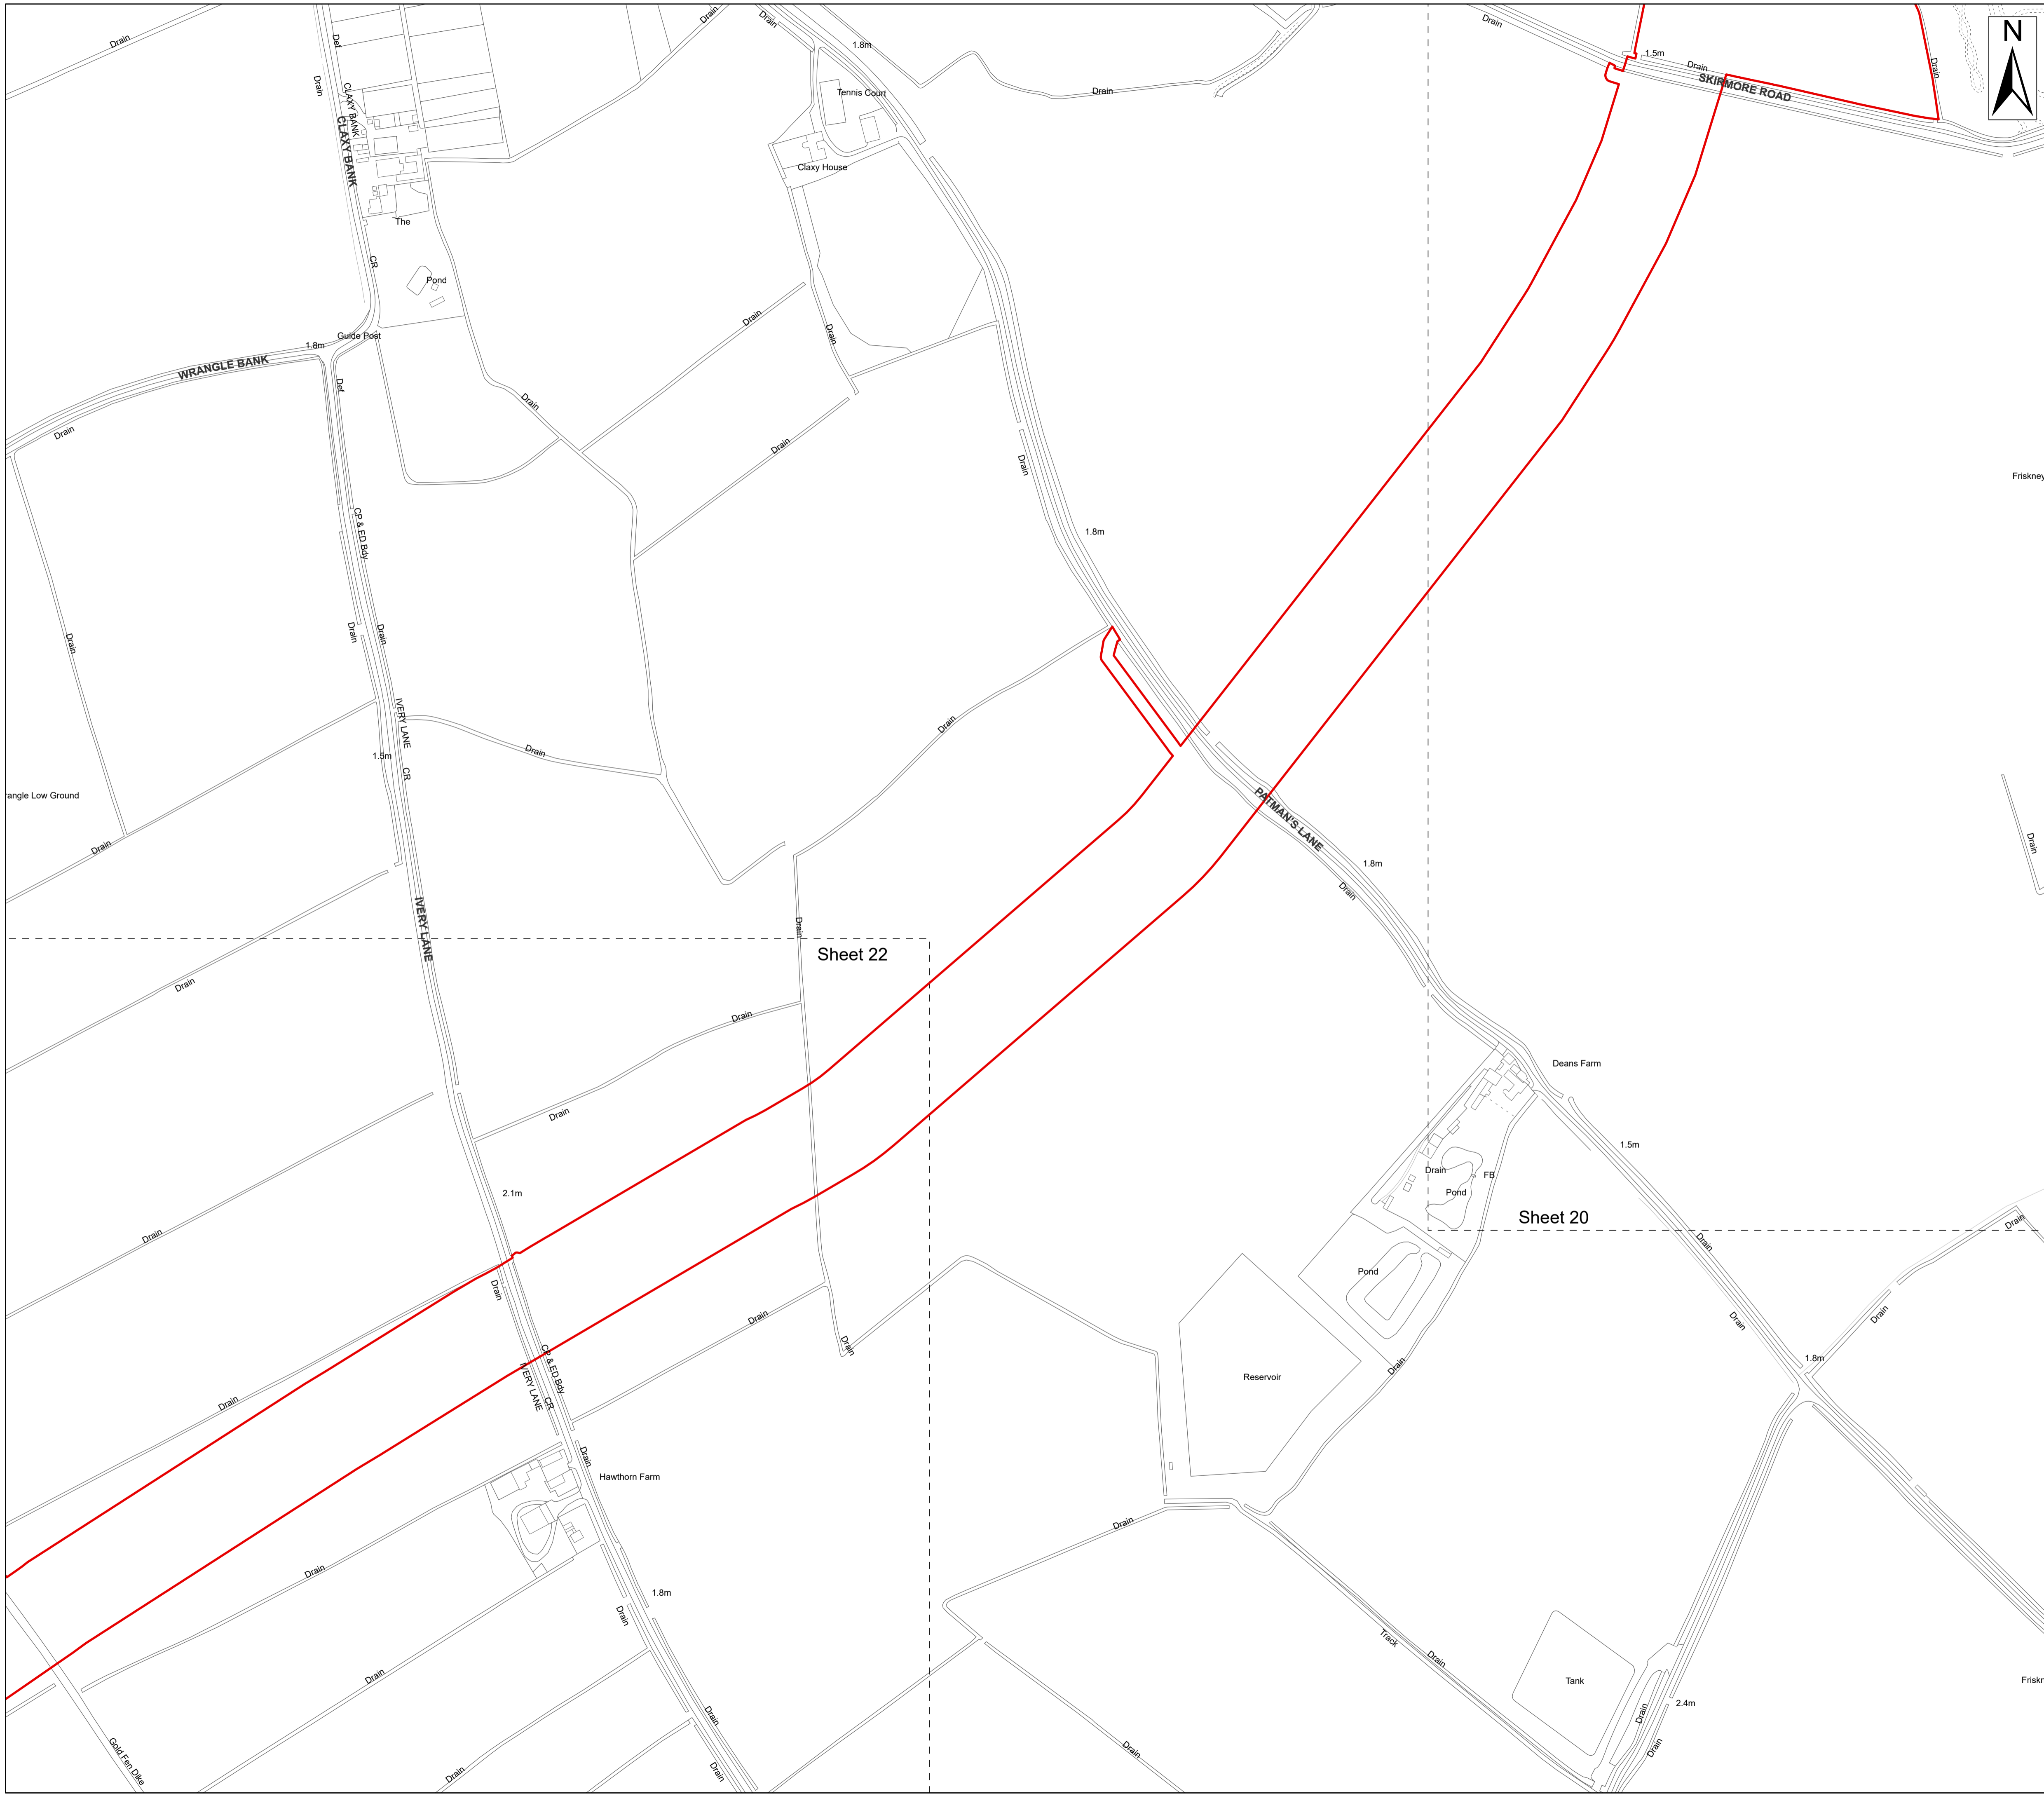 Drain
Def
Drain
CLAXY BANK
CLAXY BANK
The
CR
Pond
Guide Post
1.8m
WRANGLE BANK
Drain
Def
Drain
Drain
1.8m
Tennis Court
Claxy House
Drain
Drain
Drain
Drain
Drain
Drain
Drain
1.5m
Drain
SKIRMORE ROAD
Drain
N
Friskney
1.8m
CP & ED Bdy
Drain
Drain
Drain
IVERY LANE
1.5m
CR
Drain
Drain
angle Low Ground
Drain
IVERY LANE
Drain
PATMAN'S LANE
1.8m
Drain
Drain
Drain
Sheet 22
Drain
Drain
2.1m
Drain
Drain
Drain
CP & ED Bdy
IVERY LANE
CR
Drain
Drain
Drain
Drain
Hawthorn Farm
Drain
1.8m
Drain
Drain
Gold Fen Dike
Drain
Drain
Drain
Deans Farm
1.5m
Drain
FB
Pond
Sheet 20
Pond
Reservoir
Drain
Drain
Drain
Drain
Drain
1.8m
Drain
Track
Drain
Tank
Drain
2.4m
Drain
Drain
Friskn